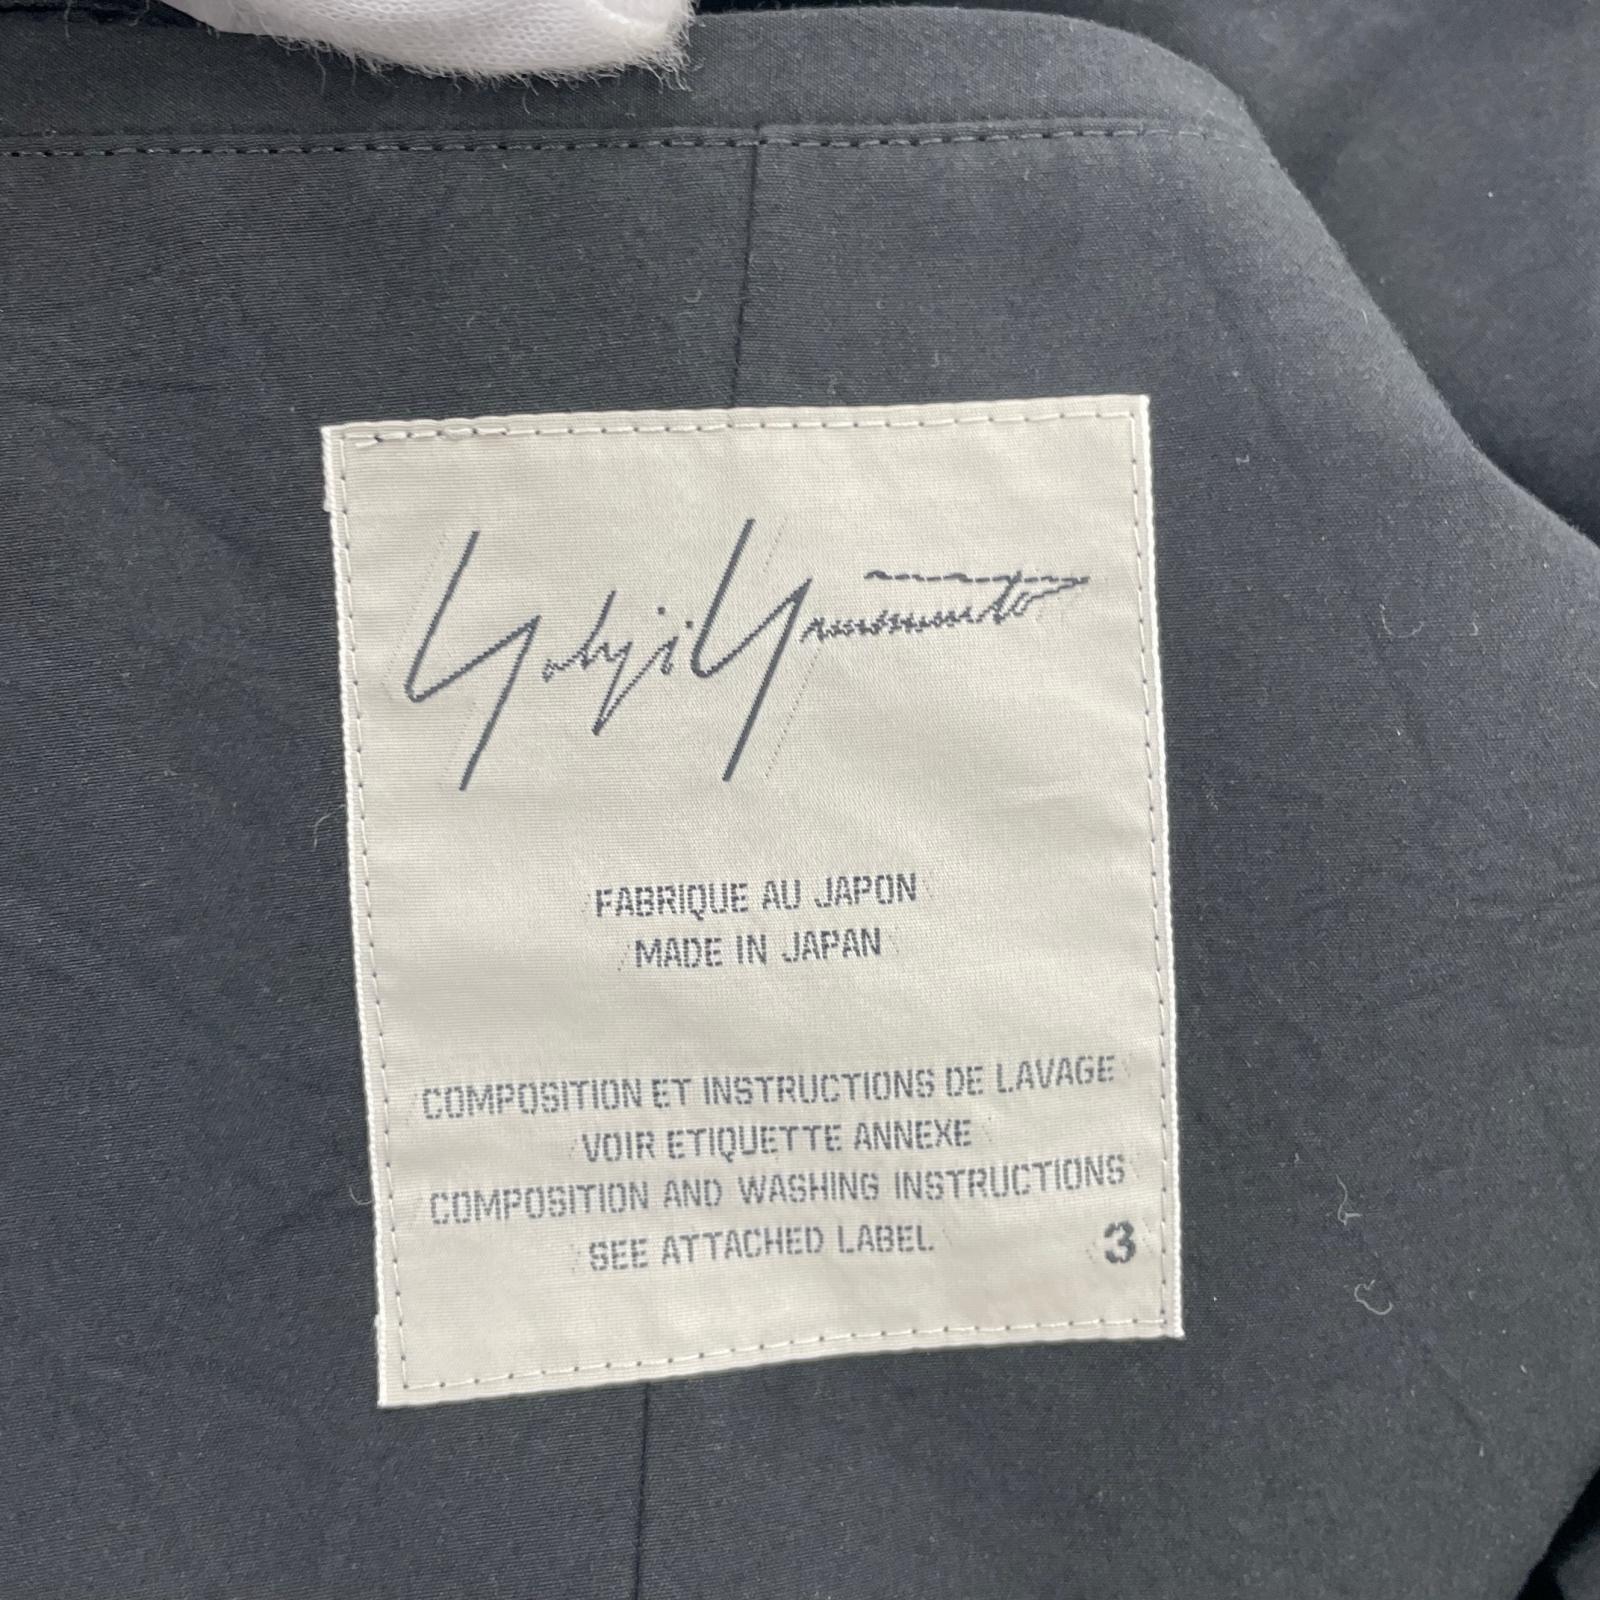 Yohji Yamamoto
FABRIQUE AU JAPON
MADE IN JAPAN
COMPOSITION ET INSTRUCTIONS DE LAVAGE
VOIR ETIQUETTE ANNEXE
COMPOSITION AND WASHING INSTRUCTIONS
SEE ATTACHED LABEL
3